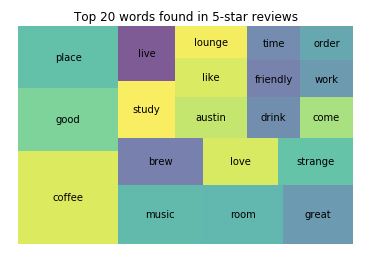 Top 20 words found in 5-star reviews
place
live
lounge
time
order
like
friendly
work
good
study
austin
drink
come
brew
love
strange
coffee
music
room
great